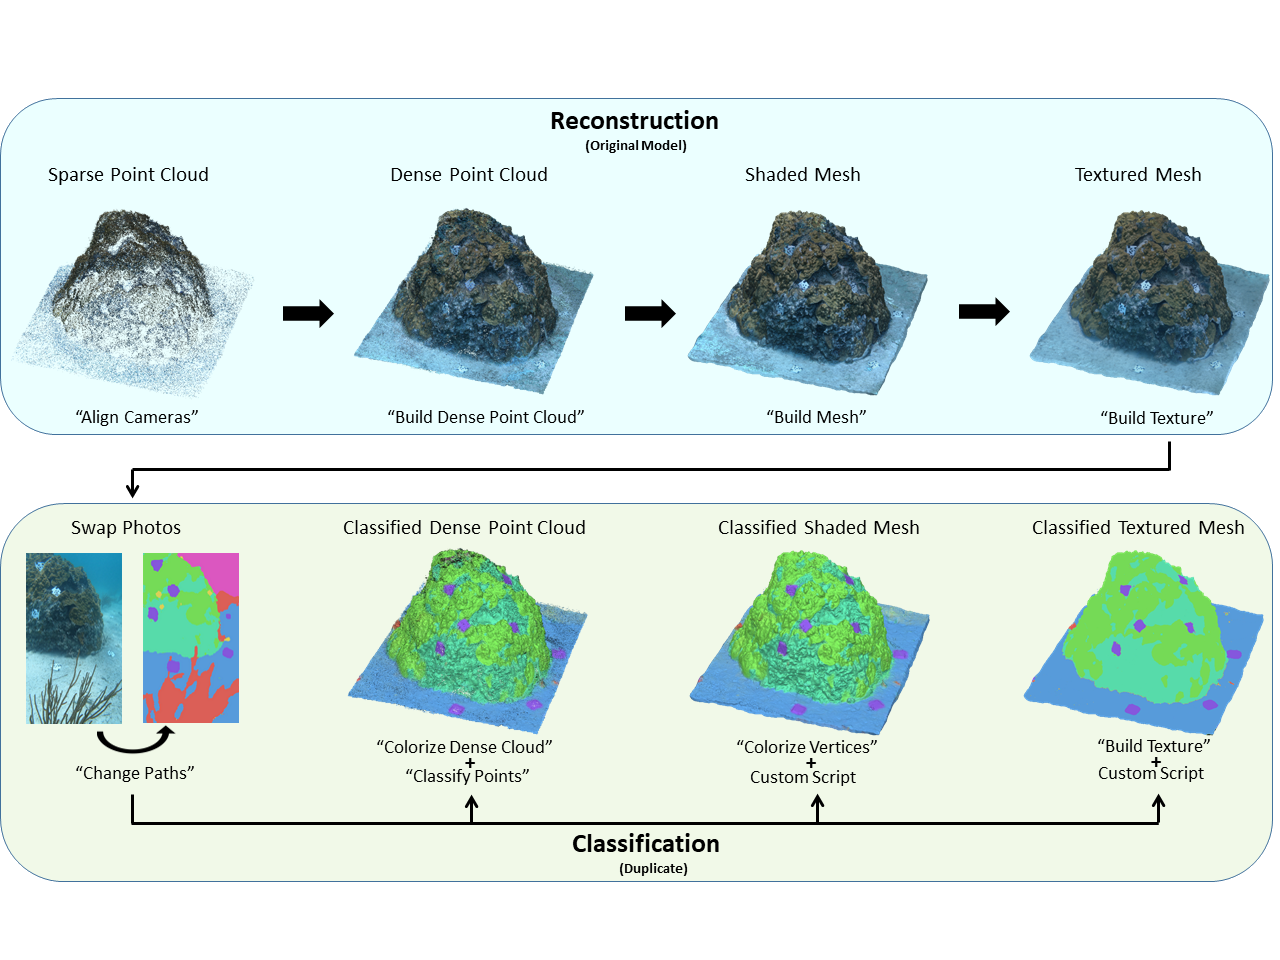 Reconstruction
(Original Model)
Sparse Point Cloud
Dense Point Cloud
Shaded Mesh
Textured Mesh
“Align Cameras”
“Build Dense Point Cloud”
“Build Mesh”
“Build Texture”
Swap Photos
Classified Dense Point Cloud
Classified Shaded Mesh
Classified Textured Mesh
“Change Paths”
“Colorize Dense Cloud”
+
“Classify Points”
“Colorize Vertices”
+
Custom Script
“Build Texture”
+
Custom Script
Classification
(Duplicate)